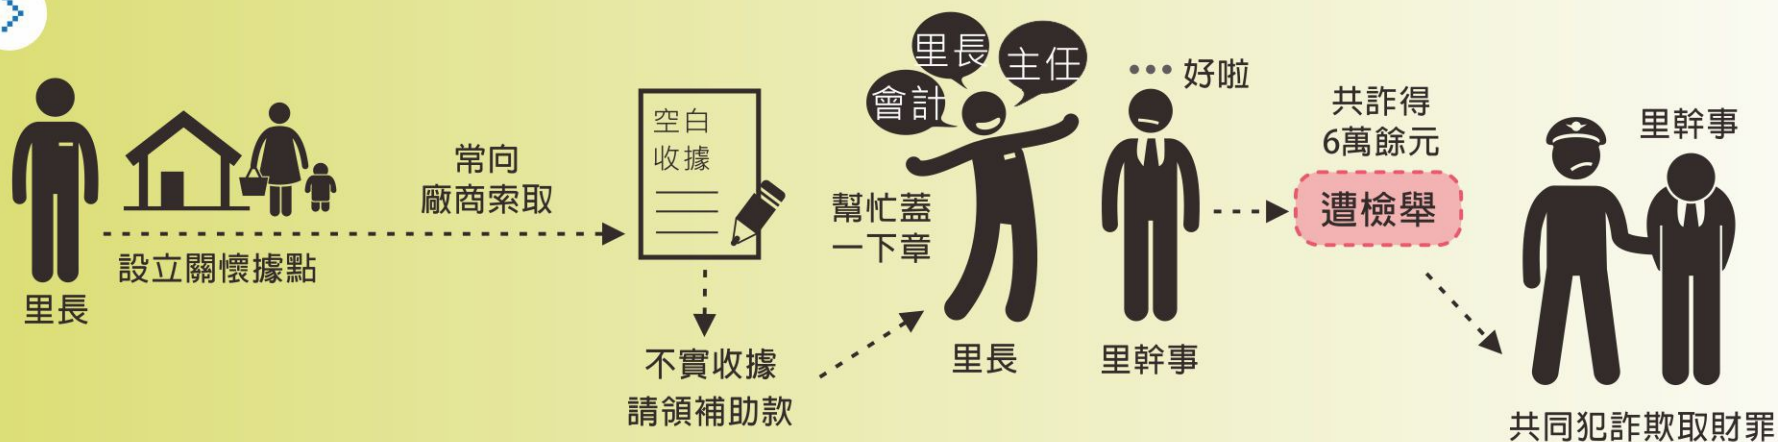 里長
設立關懷據點
常向
廠商索取
空白
收據
不實收據
請領補助款
會計
里長
主任
幫忙蓋
一下章
里長
••• 好啦
里幹事
共詐得
6萬餘元
遭檢舉
里幹事
共同犯詐欺取財罪